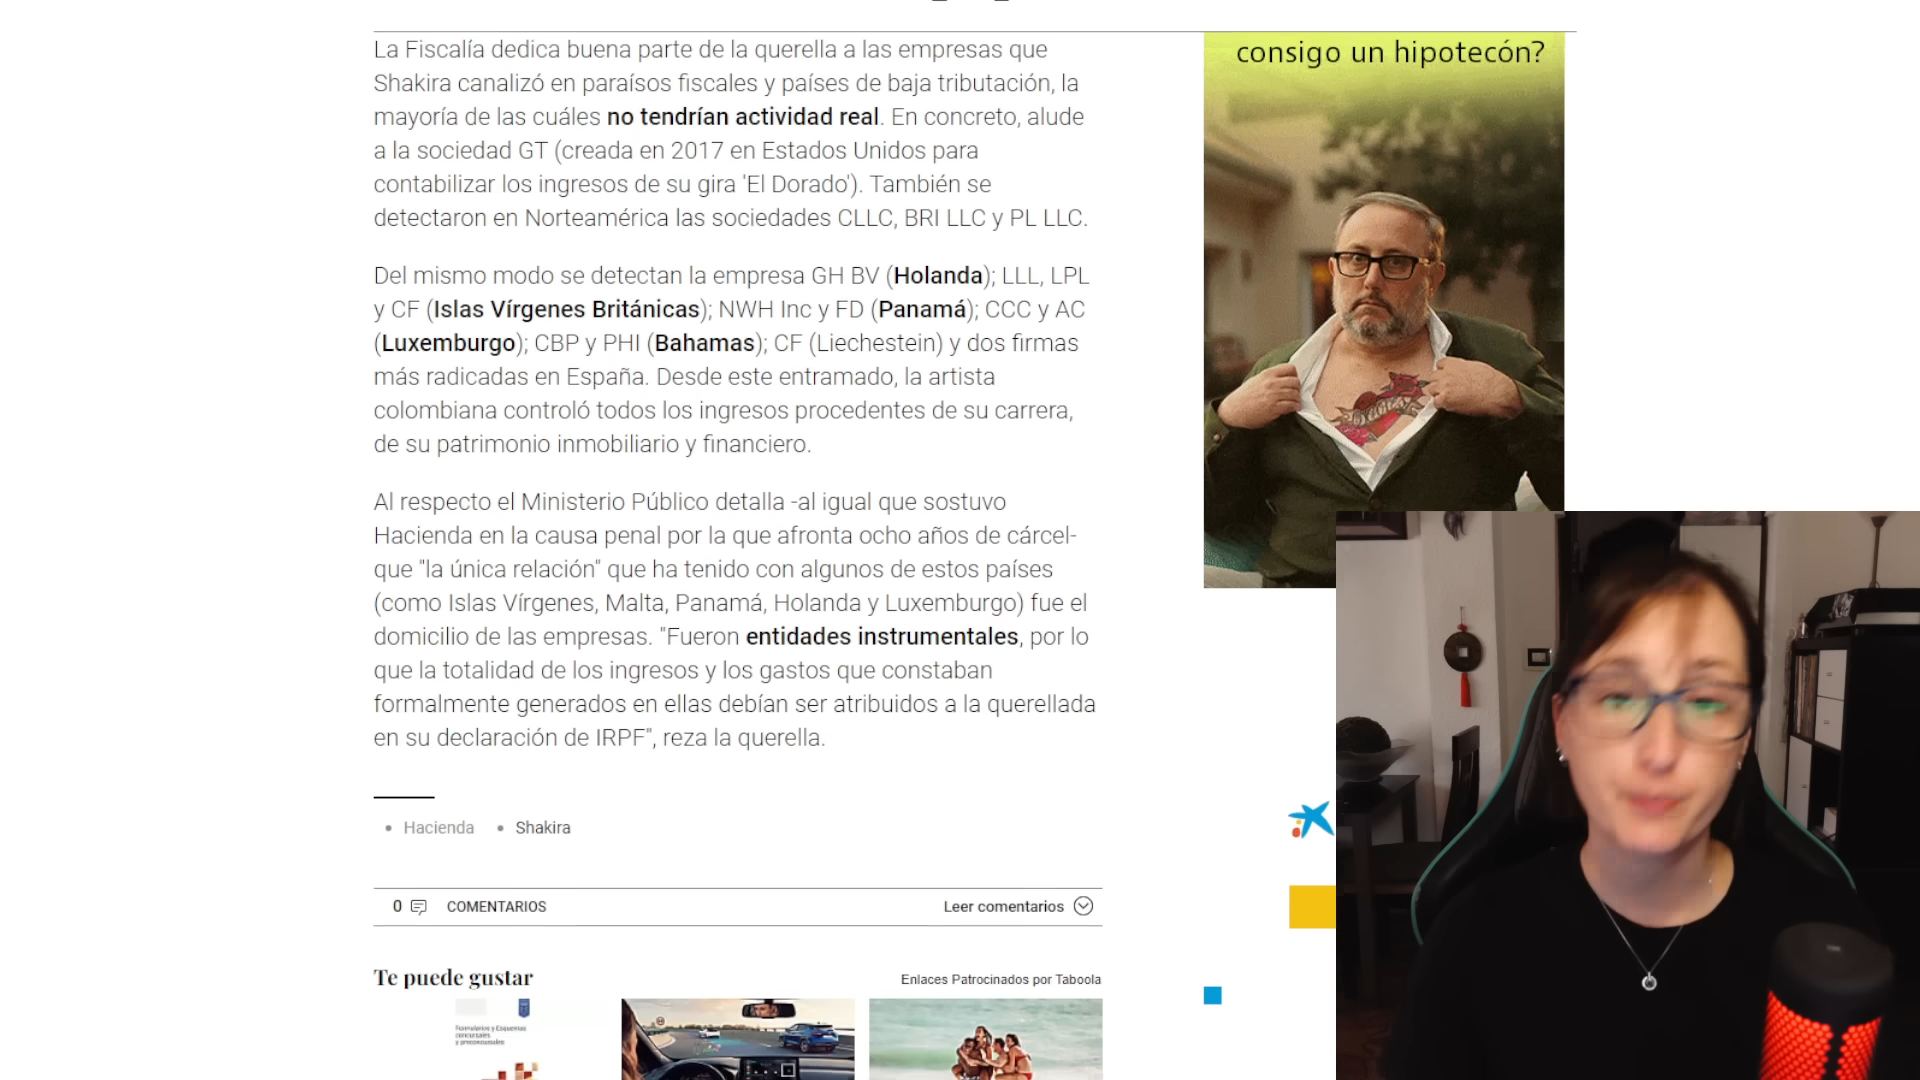 La Fiscalía dedica buena parte de la querella a las empresas que
Shakira canalizó en paraísos fiscales y países de baja tributación, la
mayoría de las cuáles no tendrían actividad real. En concreto, alude
a la sociedad GT (creada en 2017 en Estados Unidos para
contabilizar los ingresos de su gira 'El Dorado'). También se
detectaron en Norteamérica las sociedades CLLC, BRI LLC y PL LLC.
Del mismo modo se detectan la empresa GH BV (Holanda); LLL, LPL
y CF (Islas Vírgenes Británicas); NWH Inc y FD (Panamá); CCC y AC
(Luxemburgo); CBP y PHI (Bahamas); CF (Liechestein) y dos firmas
más radicadas en España. Desde este entramado, la artista
colombiana controló todos los ingresos procedentes de su carrera,
de su patrimonio inmobiliario y financiero.
Al respecto el Ministerio Público detalla -al igual que sostuvo
Hacienda en la causa penal por la que afronta ocho años de cárcel-
que "la única relación" que ha tenido con algunos de estos países
(como Islas Vírgenes, Malta, Panamá, Holanda y Luxemburgo) fue el
domicilio de las empresas. "Fueron entidades instrumentales, por lo
que la totalidad de los ingresos y los gastos que constaban
formalmente generados en ellas debían ser atribuidos a la querellada
en su declaración de IRPF", reza la querella.
Hacienda
Shakira
0 COMENTARIOS
Leer comentarios
Te puede gustar
Enlaces Patrocinados por Taboola
Formularios y Esquemas
concursales
y preconcursales
consigo un hipotecón?